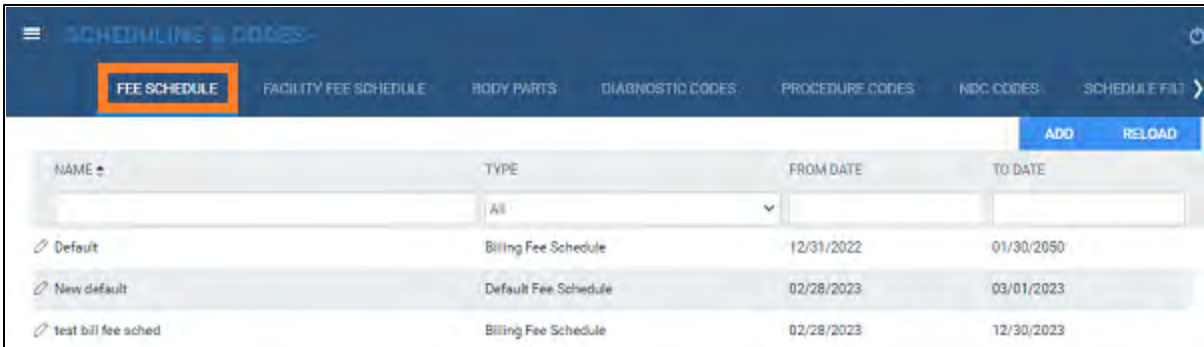 SCHEDULING & CODES
FEE SCHEDULE FACILITY FEE SCHEDULE BODY PARTS DIAGNOSTIC CODES PROCEDURE CODES NDC CODES SCHEDULE FILT
ADD RELOAD
NAME TYPE FROM DATE TO DATE
All
Default Billing Fee Schedule 12/31/2022 01/30/2050
New default Default Fee Schedule 02/28/2023 03/01/2023
test bill fee sched Billing Fee Schedule 02/28/2023 12/30/2023